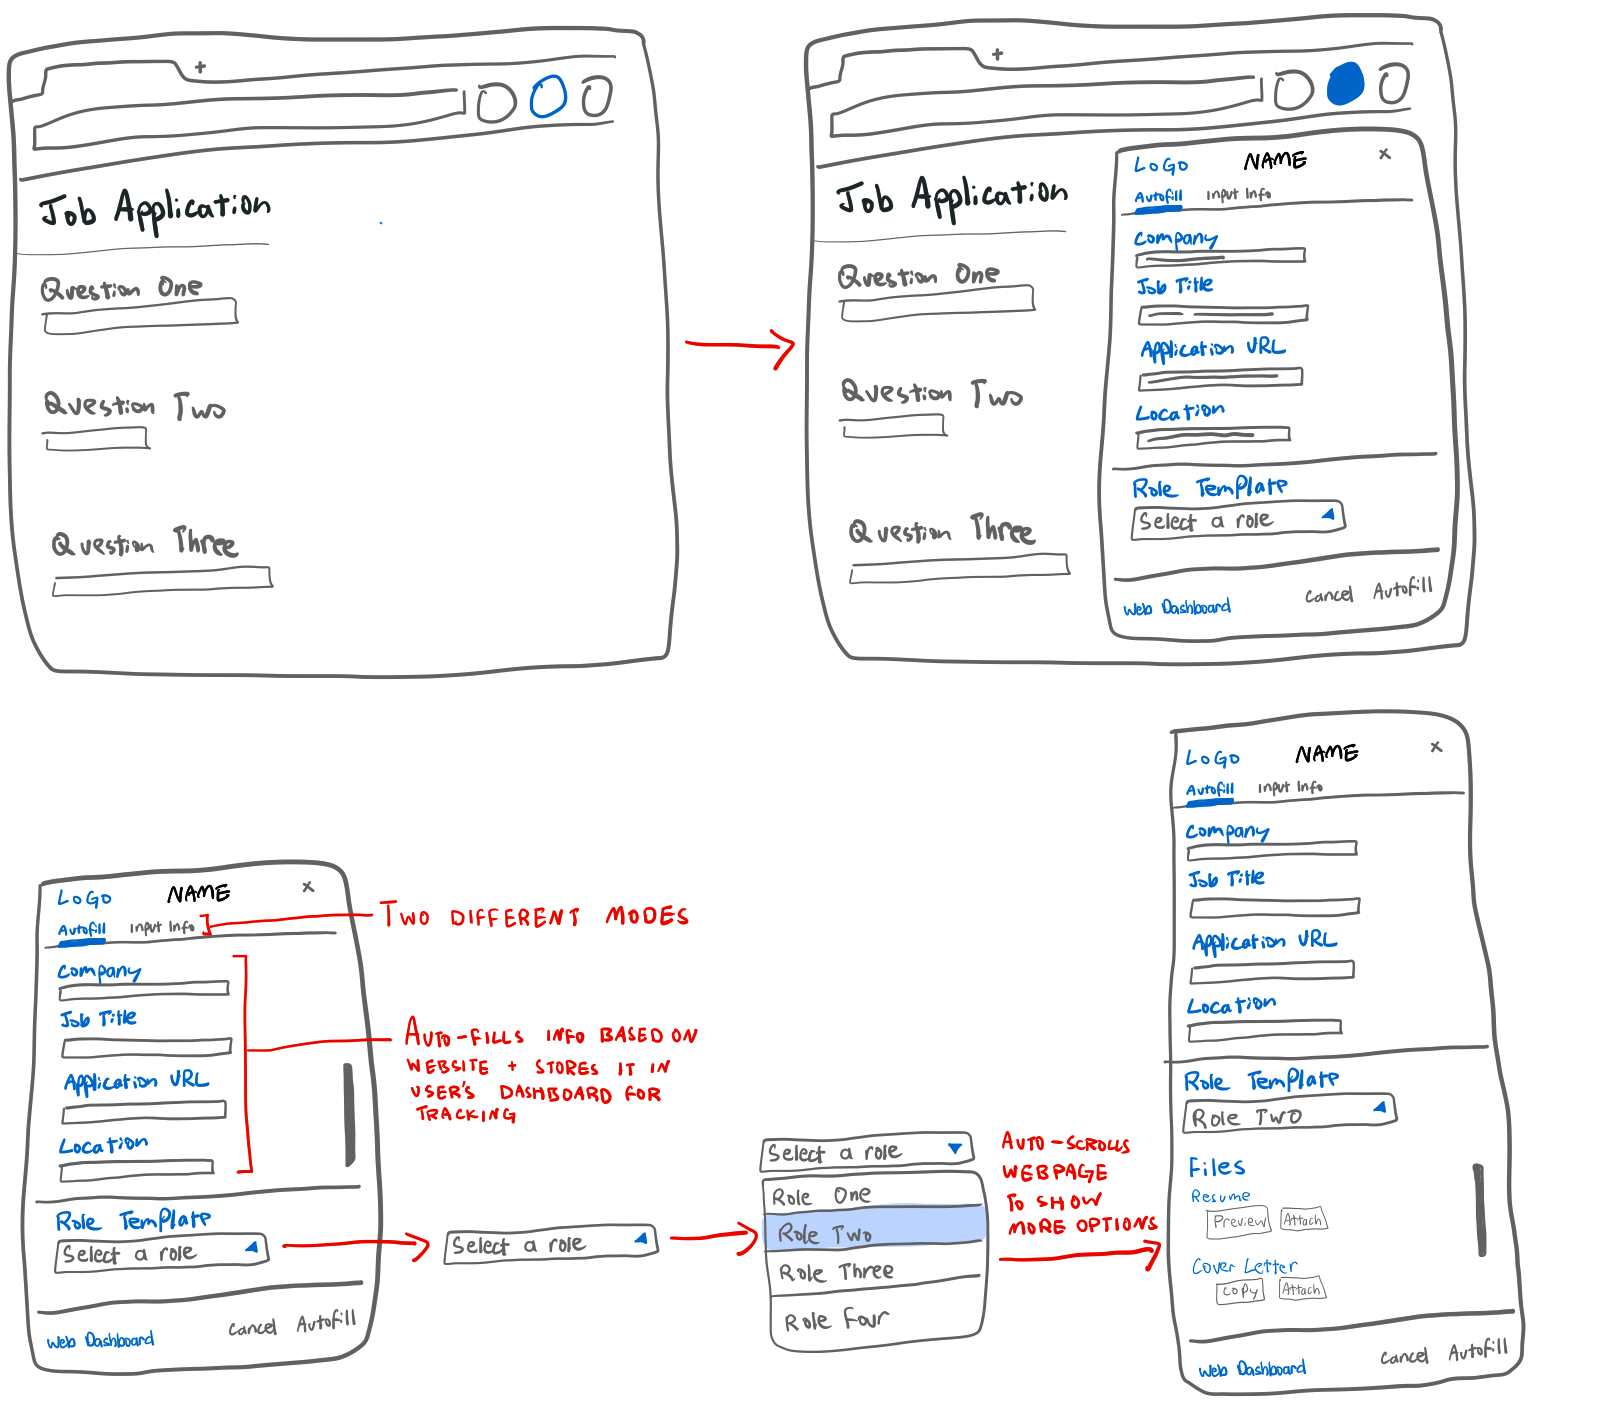 +
Job Application
Question One
Question Two
Question Three
+
Job Application
Question One
Question Two
Question Three
LOGO NAME x
Autofill Input Info
Company
Job Title
Application URL
Location
Role Template
Select a role
Web Dashboard Cancel Autofill
LOGO NAME x
Autofill Input Info
TWO DIFFERENT MODES
Company
Job Title
Application URL
Location
AUTO-FILLS INFO BASED ON
WEBSITE + STORES IT IN
USER'S DASHBOARD FOR
TRACKING
Role Template
Select a role
Web Dashboard Cancel Autofill
Select a role
Select a role
Role One
Role Two
Role Three
Role Four
AUTO-SCROLLS
WEBPAGE
TO SHOW
MORE OPTIONS
LOGO NAME x
Autofill Input Info
Company
Job Title
Application URL
Location
Role Template
Role Two
Files
Resume
Preview Attach
Cover Letter
Copy Attach
Web Dashboard Cancel Autofill